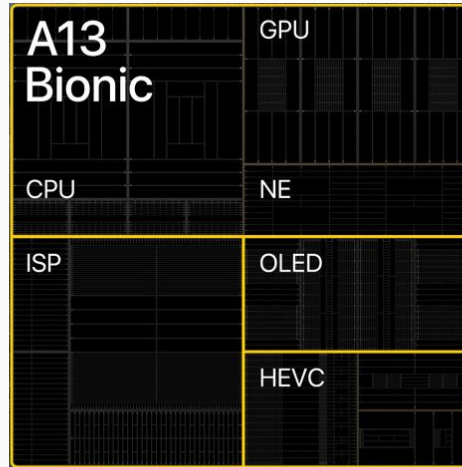 A13
Bionic
GPU
CPU
NE
ISP
OLED
HEVC